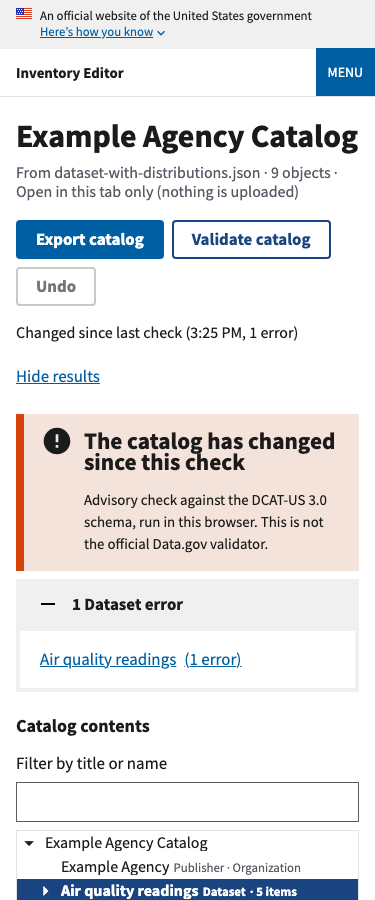 An official website of the United States government
Here's how you know
Inventory Editor
MENU
Example Agency Catalog
From dataset-with-distributions.json · 9 objects ·
Open in this tab only (nothing is uploaded)
Export catalog
Validate catalog
Undo
Changed since last check (3:25 PM, 1 error)
Hide results
The catalog has changed
since this check
Advisory check against the DCAT-US 3.0
schema, run in this browser. This is not
the official Data.gov validator.
1 Dataset error
Air quality readings (1 error)
Catalog contents
Filter by title or name
Example Agency Catalog
Example Agency Publisher · Organization
Air quality readings Dataset · 5 items